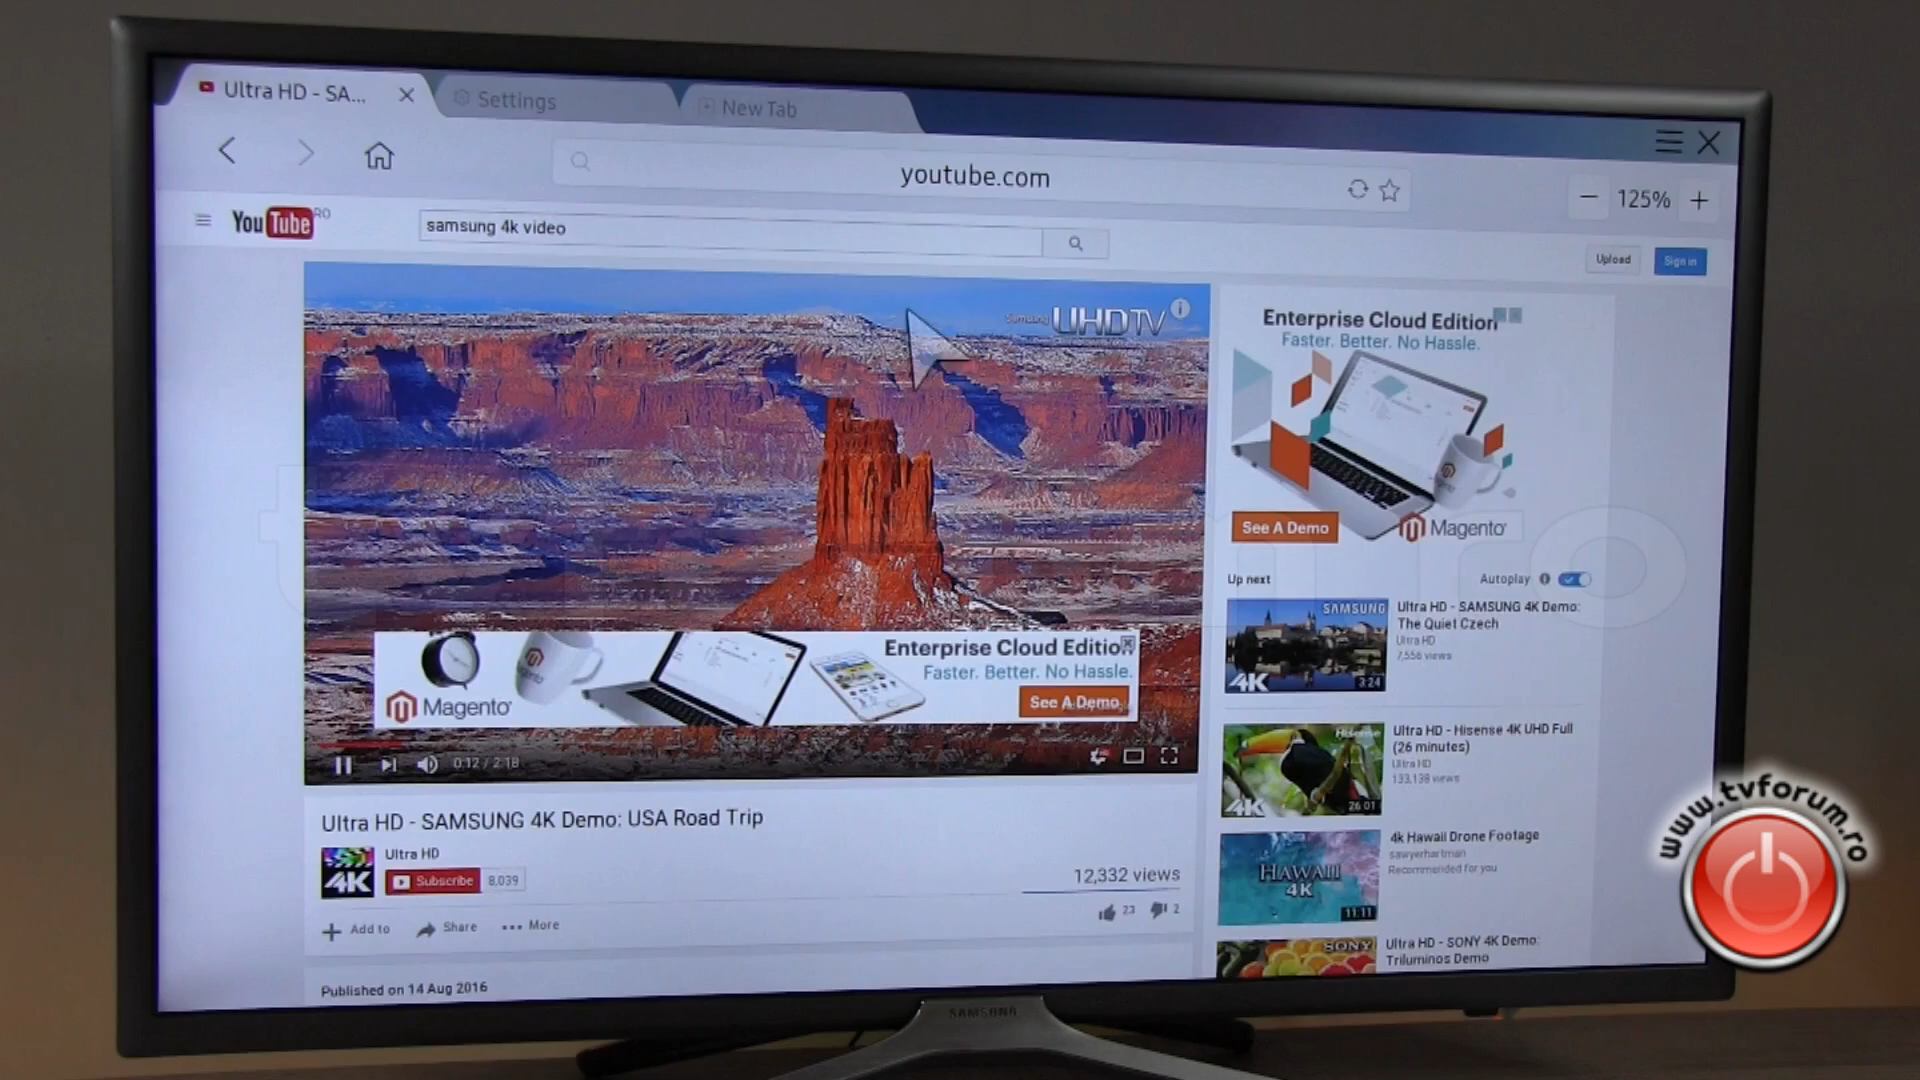 Ultra HD - SA...
Settings
New Tab
youtube.com
125%
YouTube RO
samsung 4k video
Upload
Sign in
Samsung UHDTV
Enterprise Cloud Edition
Faster. Better. No Hassle.
See A Demo
Magento
Enterprise Cloud Edition
Faster. Better. No Hassle.
See A Demo
Magento
0:12 / 2:18
Up next
Autoplay
SAMSUNG
4K
3:24
Ultra HD - SAMSUNG 4K Demo:
The Quiet Czech
Ultra HD
7,556 views
Hisense
4K
26:01
Ultra HD - Hisense 4K UHD Full
(26 minutes)
Ultra HD
133,138 views
HAWAII
4K
11:11
4k Hawaii Drone Footage
sawyerhartman
Recommended for you
SONY
Ultra HD - SONY 4K Demo:
Triluminos Demo
Ultra HD - SAMSUNG 4K Demo: USA Road Trip
4K
Ultra HD
Subscribe 8,039
12,332 views
Add to
Share
More
23
2
Published on 14 Aug 2016
SAMSUNG
www.tvforum.ro